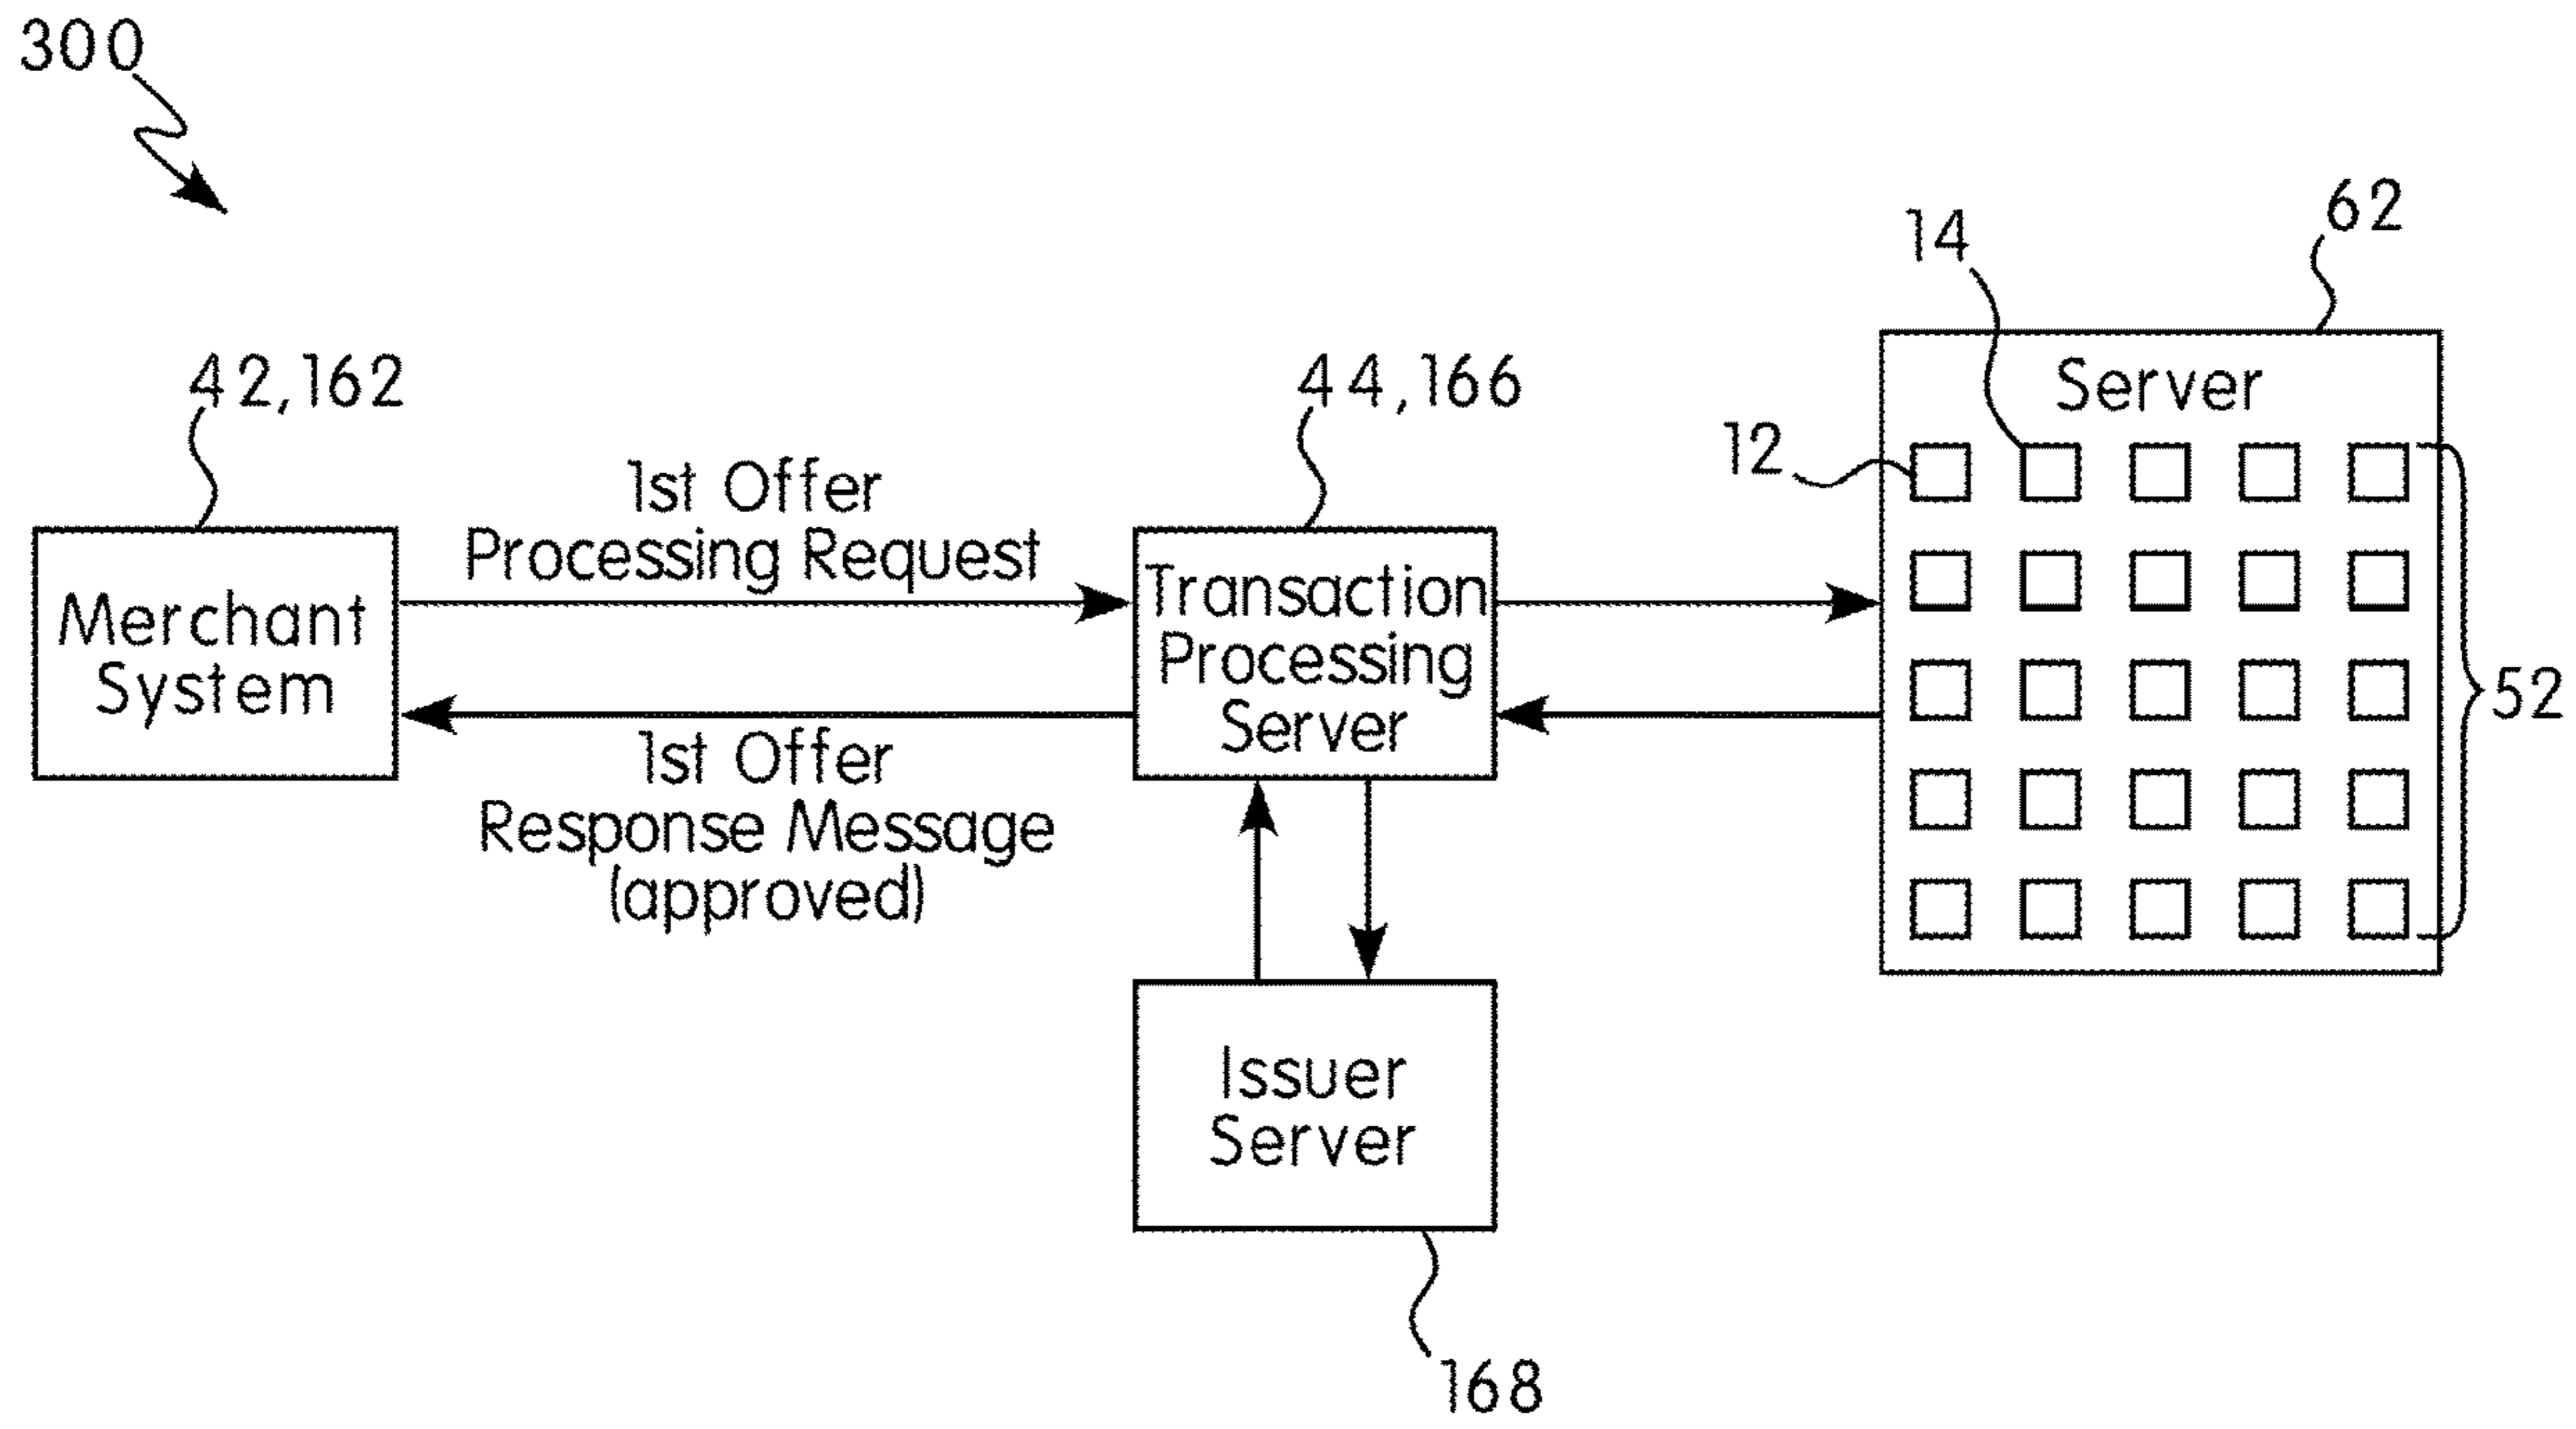 300
62
14
42,162
44,166
Server
12
1st Offer
Processing Request
Merchant
System
Transaction
Processing
Server
52
1st Offer
Response Message
(approved)
Issuer
Server
168